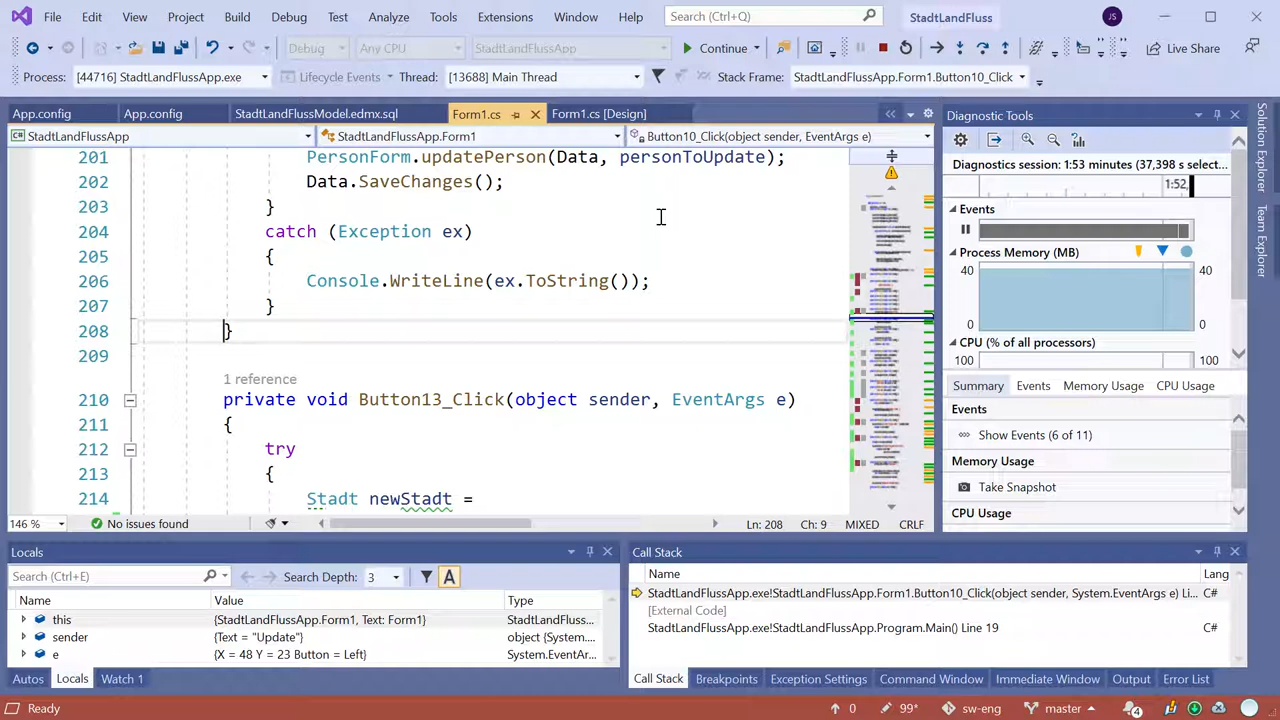 File Edit View Project Build Debug Test Analyze Tools Extensions Window Help Search (Ctrl+Q) StadtLandFluss JS
Debug Any CPU StadtLandFlussApp Continue Live Share
Process: [44716] StadtLandFlussApp.exe Lifecycle Events Thread: [13688] Main Thread Stack Frame: StadtLandFlussApp.Form1.Button10_Click
App.config App.config StadtLandFlussModel.edmx.sql Form1.cs Form1.cs [Design]
StadtLandFlussApp StadtLandFlussApp.Form1 Button10_Click(object sender, EventArgs e)
201 PersonForm.updatePerson(Data, personToUpdate);
202 Data.SaveChanges();
203 }
204 catch (Exception ex)
205 {
206 Console.WriteLine(ex.ToString());
207 }
208 }
209
1 reference
210 private void Button13_Click(object sender, EventArgs e)
211 {
212 try
213 {
214 Stadt newStadt =
146 % No issues found Ln: 208 Ch: 9 MIXED CRLF
Diagnostic Tools
Diagnostics session: 1:53 minutes (37,398 s select...
1:52,
Events
Process Memory (MB)
40 40
0 0
CPU (% of all processors)
100 100
Summary Events Memory Usage CPU Usage
Events
Show Events (11)
Memory Usage
Take Snapshot
CPU Usage
Solution Explorer
Team Explorer
Locals
Search (Ctrl+E) Search Depth: 3 A
Name Value Type
this {StadtLandFlussApp.Form1, Text: Form1} StadtLandFluss...
sender {Text = "Update"} object {System....
e {X = 48 Y = 23 Button = Left} System.EventAr...
Autos Locals Watch 1
Call Stack
Name Lang
StadtLandFlussApp.exe!StadtLandFlussApp.Form1.Button10_Click(object sender, System.EventArgs e) Li... C#
[External Code]
StadtLandFlussApp.exe!StadtLandFlussApp.Program.Main() Line 19 C#
Call Stack Breakpoints Exception Settings Command Window Immediate Window Output Error List
Ready 0 99* sw-eng master 4